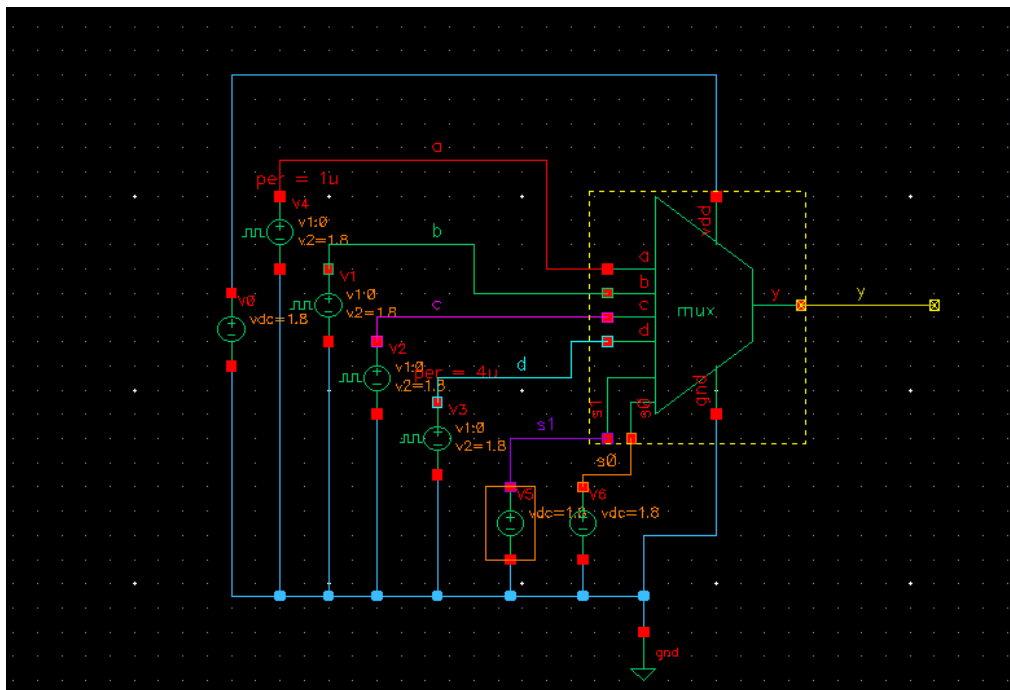 a
per = 1u
V4
v1:0
v2=1.8
vdd
b
a
V1
b
V0
v1:0
c
y
y
vdc=1.8
v2=1.8
c
mux
d
V2
v1:0
d
per = 4u
v2=1.8
gnd
V3
s1
s0
v1:0
s1
v2=1.8
s0
V5
V6
vdc=1.8
vdc=1.8
gnd